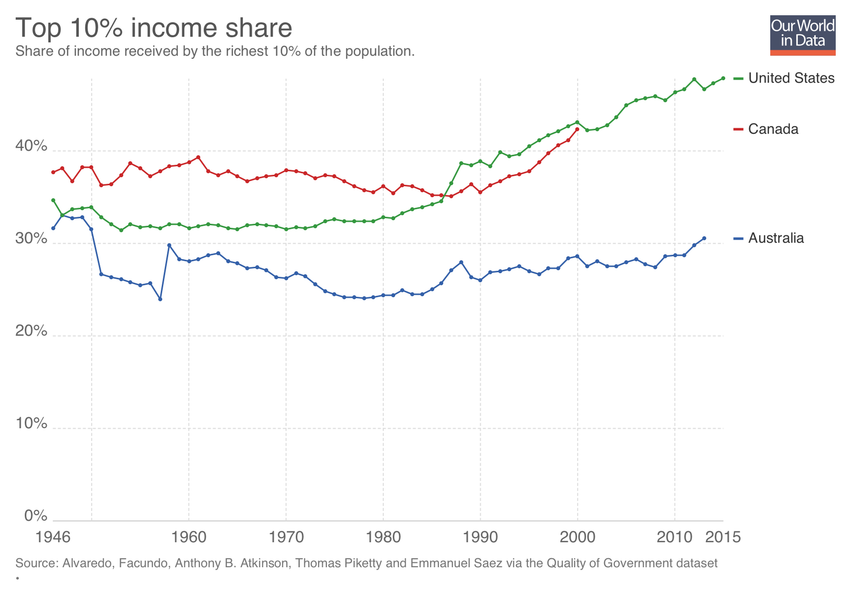 Top 10% income share
Share of income received by the richest 10% of the population.
Our World
in Data
United States
Canada
Australia
40%
30%
20%
10%
0%
1946
1960
1970
1980
1990
2000
2010
2015
Source: Alvaredo, Facundo, Anthony B. Atkinson, Thomas Piketty and Emmanuel Saez via the Quality of Government dataset
•